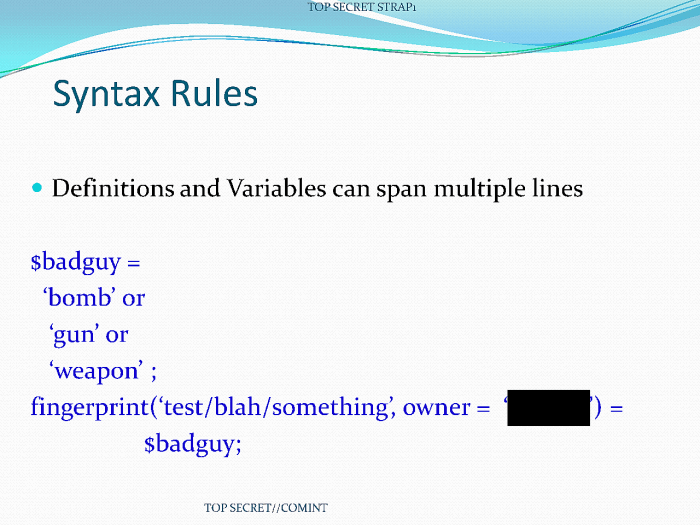 TOP SECRET STRAP1
Syntax Rules
• Definitions and Variables can span multiple lines
$badguy =
‘bomb’ or
‘gun’ or
‘weapon’ ;
fingerprint(‘test/blah/something’, owner = ‘ ’) =
$badguy;
TOP SECRET//COMINT